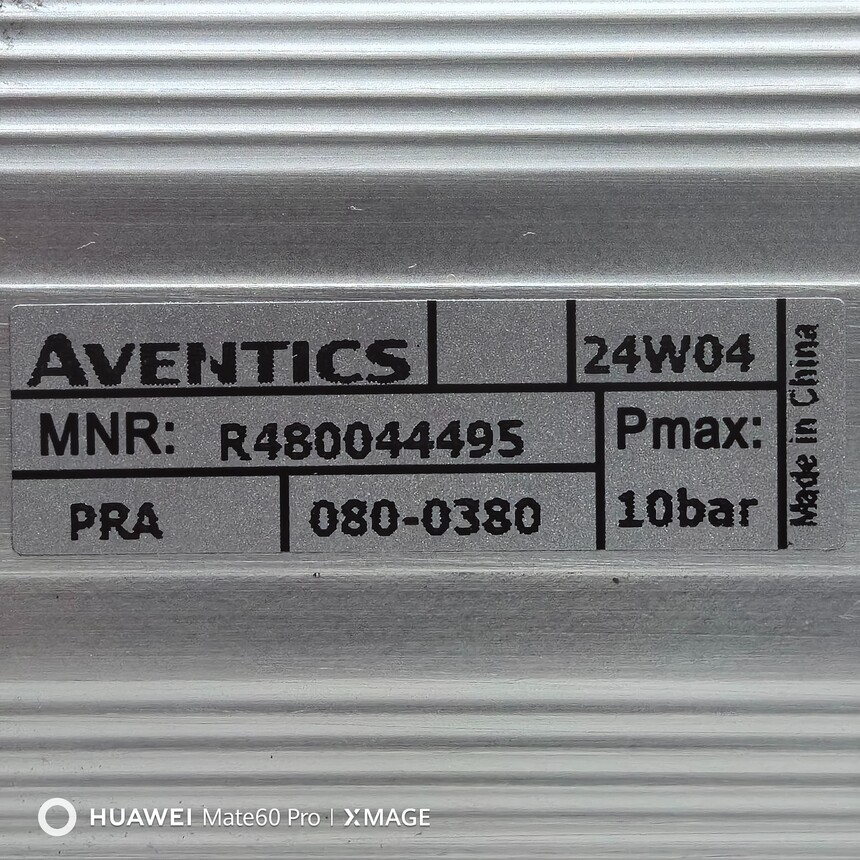 AVENTICS
24W04
MNR: R480044495
PRA
080-0380
Pmax:
10bar
Made in China
HUAWEI Mate60 Pro | XMAGE